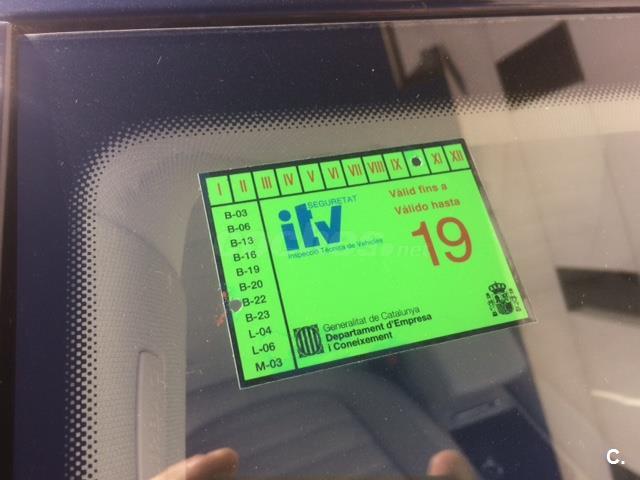 I II III IV V VI VII VIII IX XI XII
B-03
B-06
B-13
B-16
B-19
B-20
B-22
B-23
L-04
L-06
M-03
SEGURETAT
itv
Inspecció Tècnica de Vehicles
Vàlid fins a
Válido hasta
19
Generalitat de Catalunya
Departament d'Empresa
i Coneixement
C.